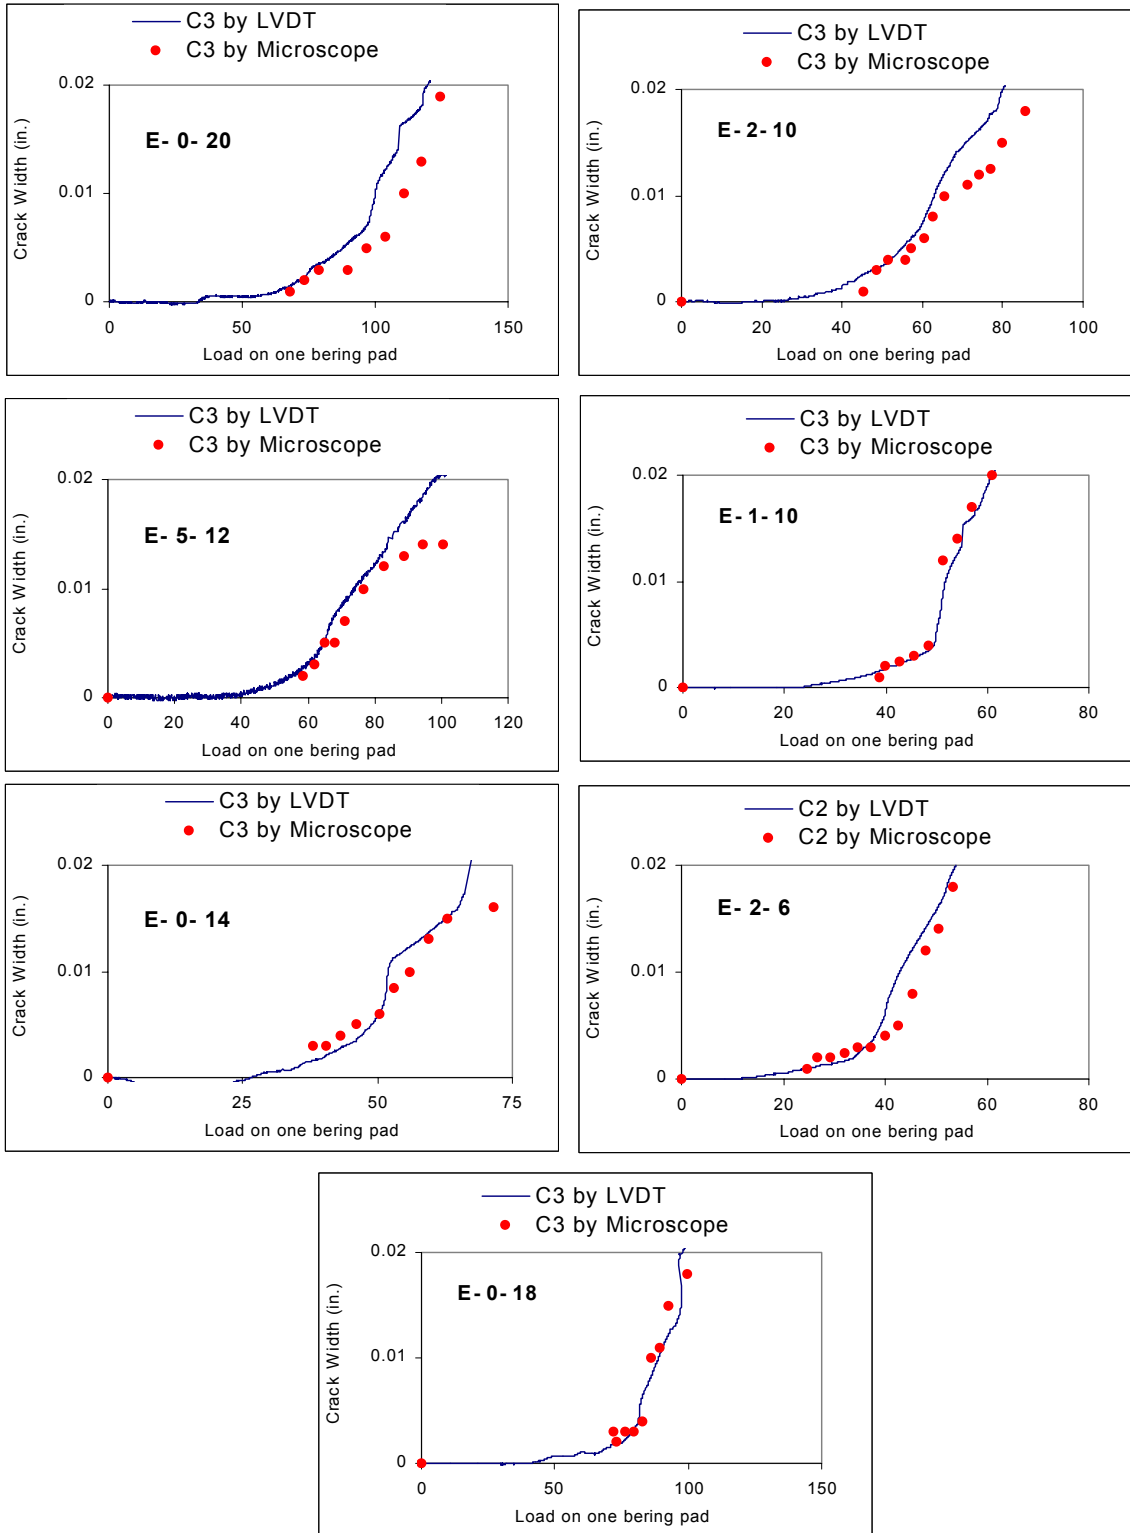 C3 by LVDT
C3 by Microscope
0.02
0.01
0
Crack Width (in.)
E- 0- 20
0
50
100
150
Load on one bering pad
C3 by LVDT
C3 by Microscope
0.02
0.01
0
Crack Width (in.)
E- 2- 10
0
20
40
60
80
100
Load on one bering pad
C3 by LVDT
C3 by Microscope
0.02
0.01
0
Crack Width (in.)
E- 5- 12
0
20
40
60
80
100
120
Load on one bering pad
C3 by LVDT
C3 by Microscope
0.02
0.01
0
Crack Width (in.)
E- 1- 10
0
20
40
60
80
Load on one bering pad
C3 by LVDT
C3 by Microscope
0.02
0.01
0
Crack Width (in.)
E- 0- 14
0
25
50
75
Load on one bering pad
C2 by LVDT
C2 by Microscope
0.02
0.01
0
Crack Width (in.)
E- 2- 6
0
20
40
60
80
Load on one bering pad
C3 by LVDT
C3 by Microscope
0.02
0.01
0
Crack Width (in.)
E- 0- 18
0
50
100
150
Load on one bering pad